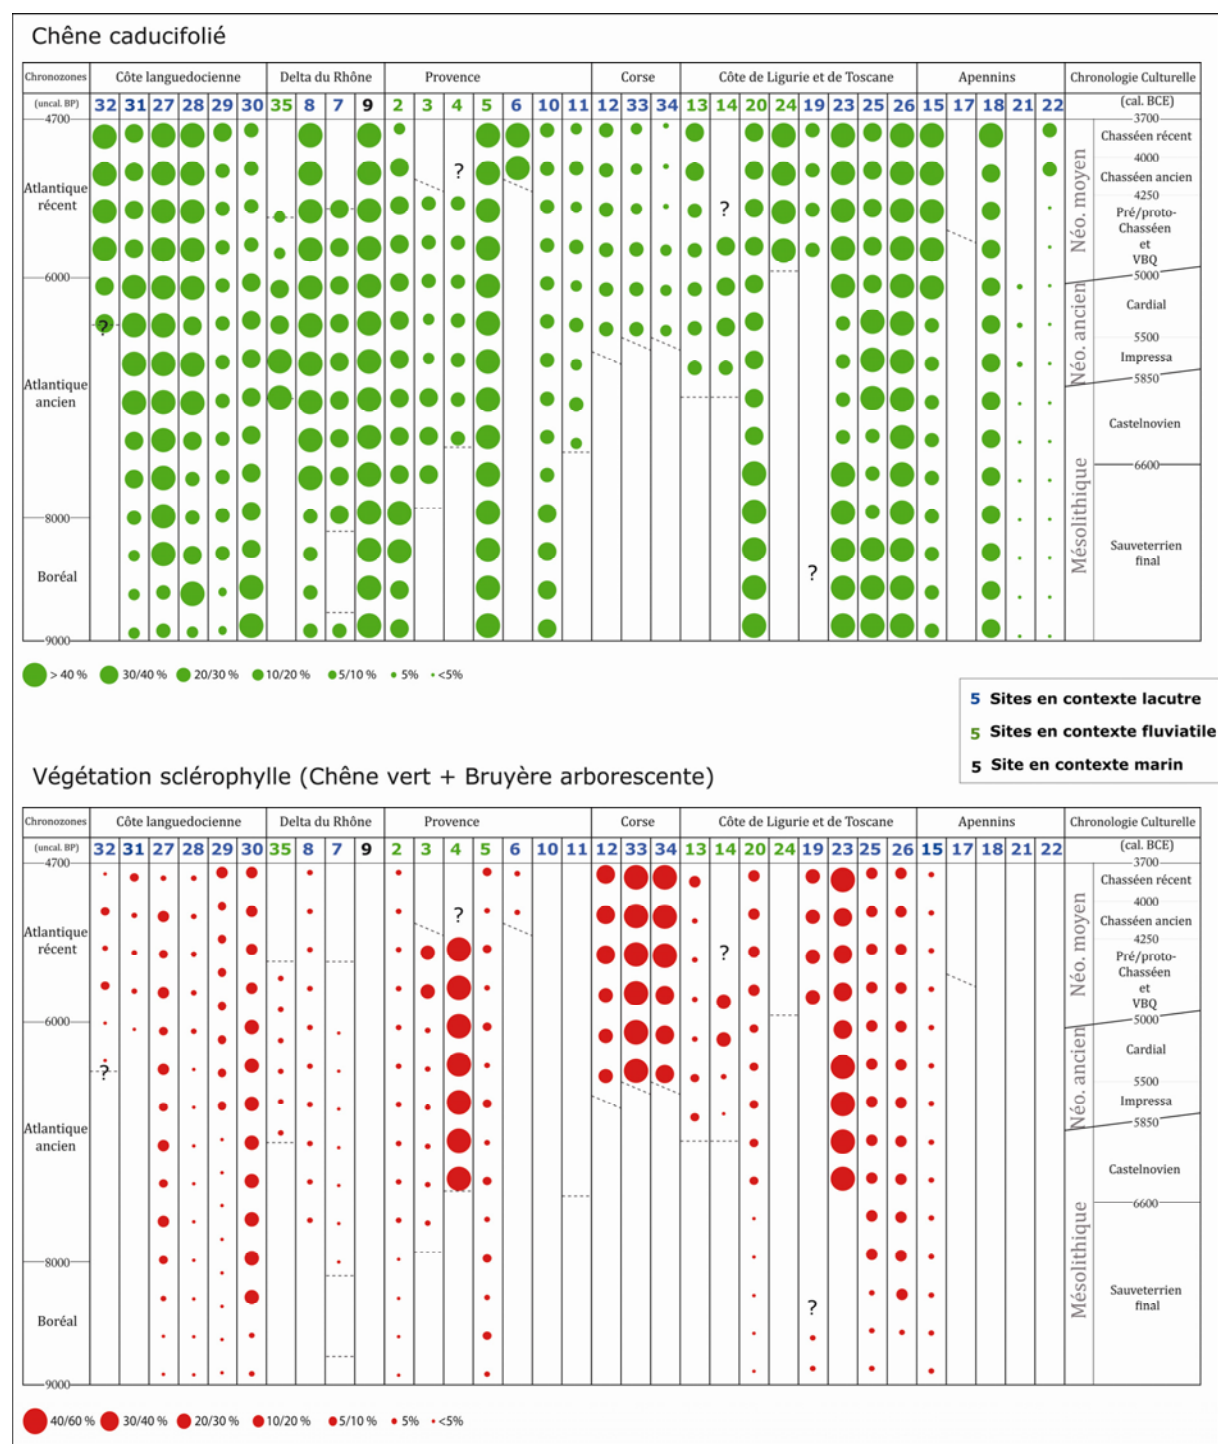 Chêne caducifolié
Chronozones Côte languedocienne Delta du Rhône Provence Corse Côte de Ligurie et de Toscane Apennins Chronologie Culturelle
(uncal. BP) 32 31 27 28 29 30 35 8 7 9 2 3 4 5 6 10 11 12 33 34 13 14 20 24 19 23 25 26 15 17 18 21 22 (cal. BCE)
4700 3700
Chasséen récent
4000
?
Chasséen ancien
Atlantique
récent
4250
?
Pré/proto-
Chasséen
et
VBQ
Néo. moyen
6000 5000
Cardial
?
5500
Néo. ancien
Impressa
Atlantique
ancien
5850
Castelnovien
6600
8000
Mésolithique
Sauveterrien
final
Boréal
?
9000
> 40 % 30/40 % 20/30 % 10/20 % 5/10 % 5% <5%
5 Sites en contexte lacutre
5 Sites en contexte fluviatile
5 Site en contexte marin
Végétation sclérophylle (Chêne vert + Bruyère arborescente)
Chronozones Côte languedocienne Delta du Rhône Provence Corse Côte de Ligurie et de Toscane Apennins Chronologie Culturelle
(uncal. BP) 32 31 27 28 29 30 35 8 7 9 2 3 4 5 6 10 11 12 33 34 13 14 20 24 19 23 25 26 15 17 18 21 22 (cal. BCE)
4700 3700
Chasséen récent
4000
?
Chasséen ancien
Atlantique
récent
4250
?
Pré/proto-
Chasséen
et
VBQ
Néo. moyen
6000 5000
Cardial
?
5500
Néo. ancien
Impressa
Atlantique
ancien
5850
Castelnovien
6600
8000
Mésolithique
Sauveterrien
final
Boréal
?
9000
40/60 % 30/40 % 20/30 % 10/20 % 5/10 % 5% <5%